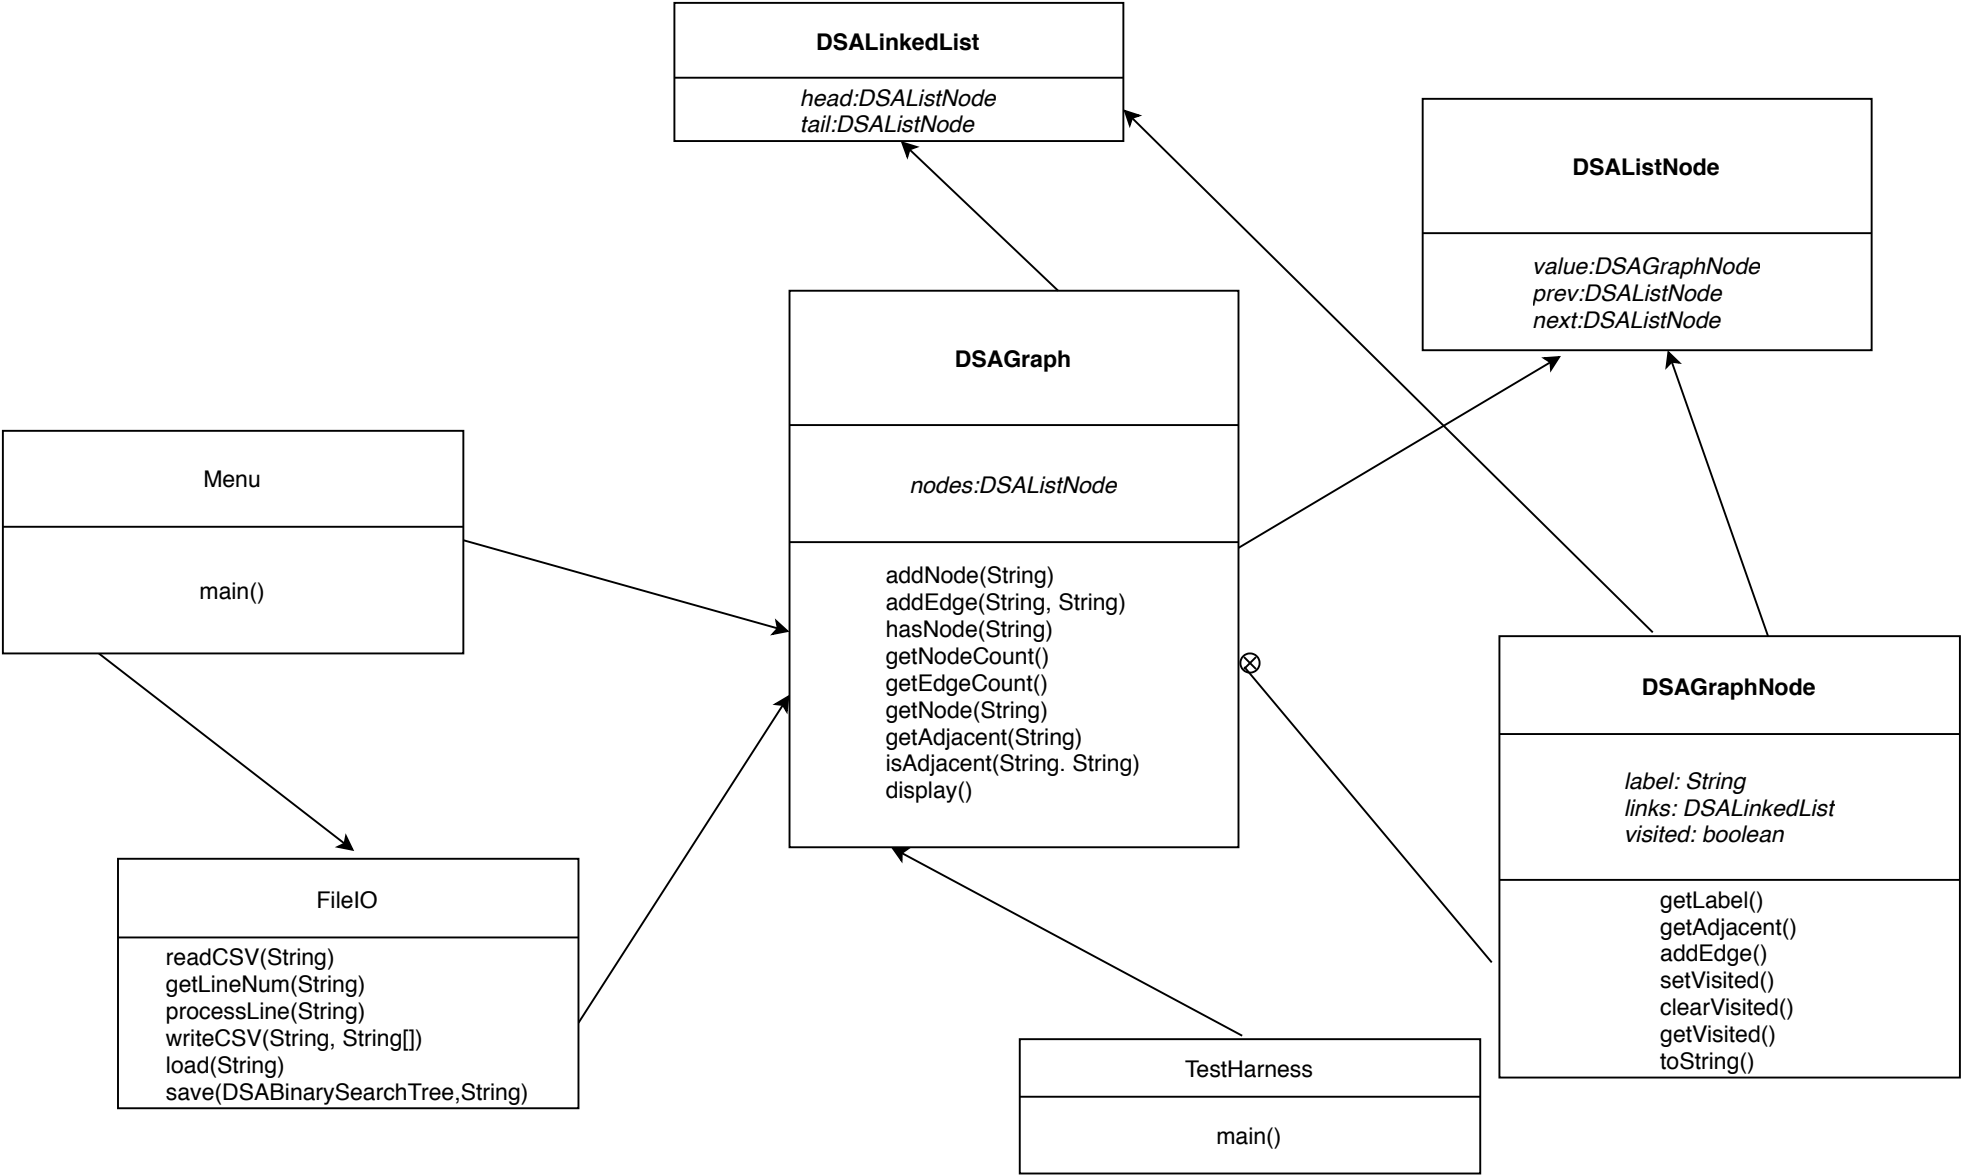 DSALinkedList
head:DSAListNode
tail:DSAListNode
DSAListNode
value:DSAGraphNode
prev:DSAListNode
next:DSAListNode
DSAGraph
nodes:DSAListNode
addNode(String)
addEdge(String, String)
hasNode(String)
getNodeCount()
getEdgeCount()
getNode(String)
getAdjacent(String)
isAdjacent(String. String)
display()
Menu
main()
DSAGraphNode
label: String
links: DSALinkedList
visited: boolean
getLabel()
getAdjacent()
addEdge()
setVisited()
clearVisited()
getVisited()
toString()
FileIO
readCSV(String)
getLineNum(String)
processLine(String)
writeCSV(String, String[])
load(String)
save(DSABinarySearchTree,String)
TestHarness
main()